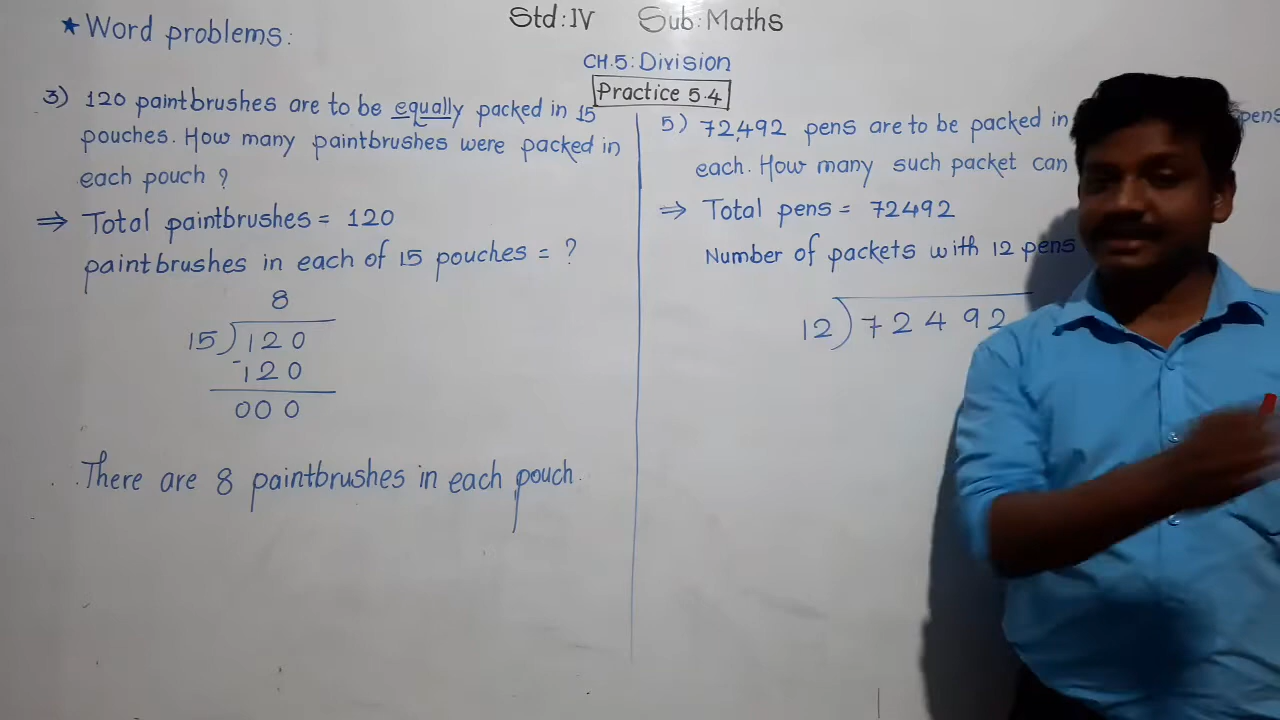 Std: IV Sub: Maths
★ Word problems:
CH.5: Division
Practice 5.4
3) 120 paintbrushes are to be equally packed in 15
pouches. How many paintbrushes were packed in
each pouch ?
⇒ Total paintbrushes = 120
paintbrushes in each of 15 pouches = ?
8
15) 120
- 120
000
There are 8 paintbrushes in each pouch.
5) 72,492 pens are to be packed in pens
each. How many such packet can
⇒ Total pens = 72492
Number of packets with 12 pens
12) 72492